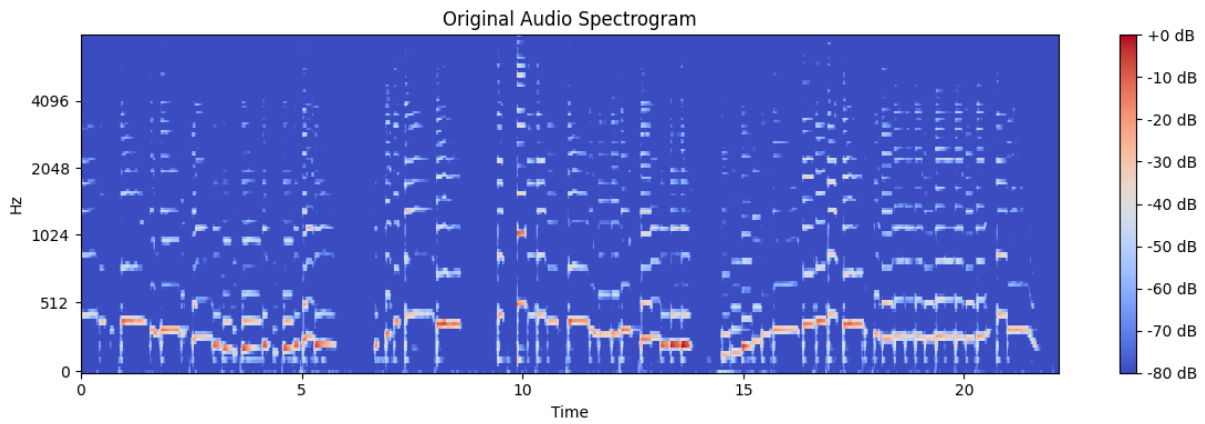 Original Audio Spectrogram
Hz
4096
2048
1024
512
0
0 5 10 15 20
Time
+0 dB
-10 dB
-20 dB
-30 dB
-40 dB
-50 dB
-60 dB
-70 dB
-80 dB